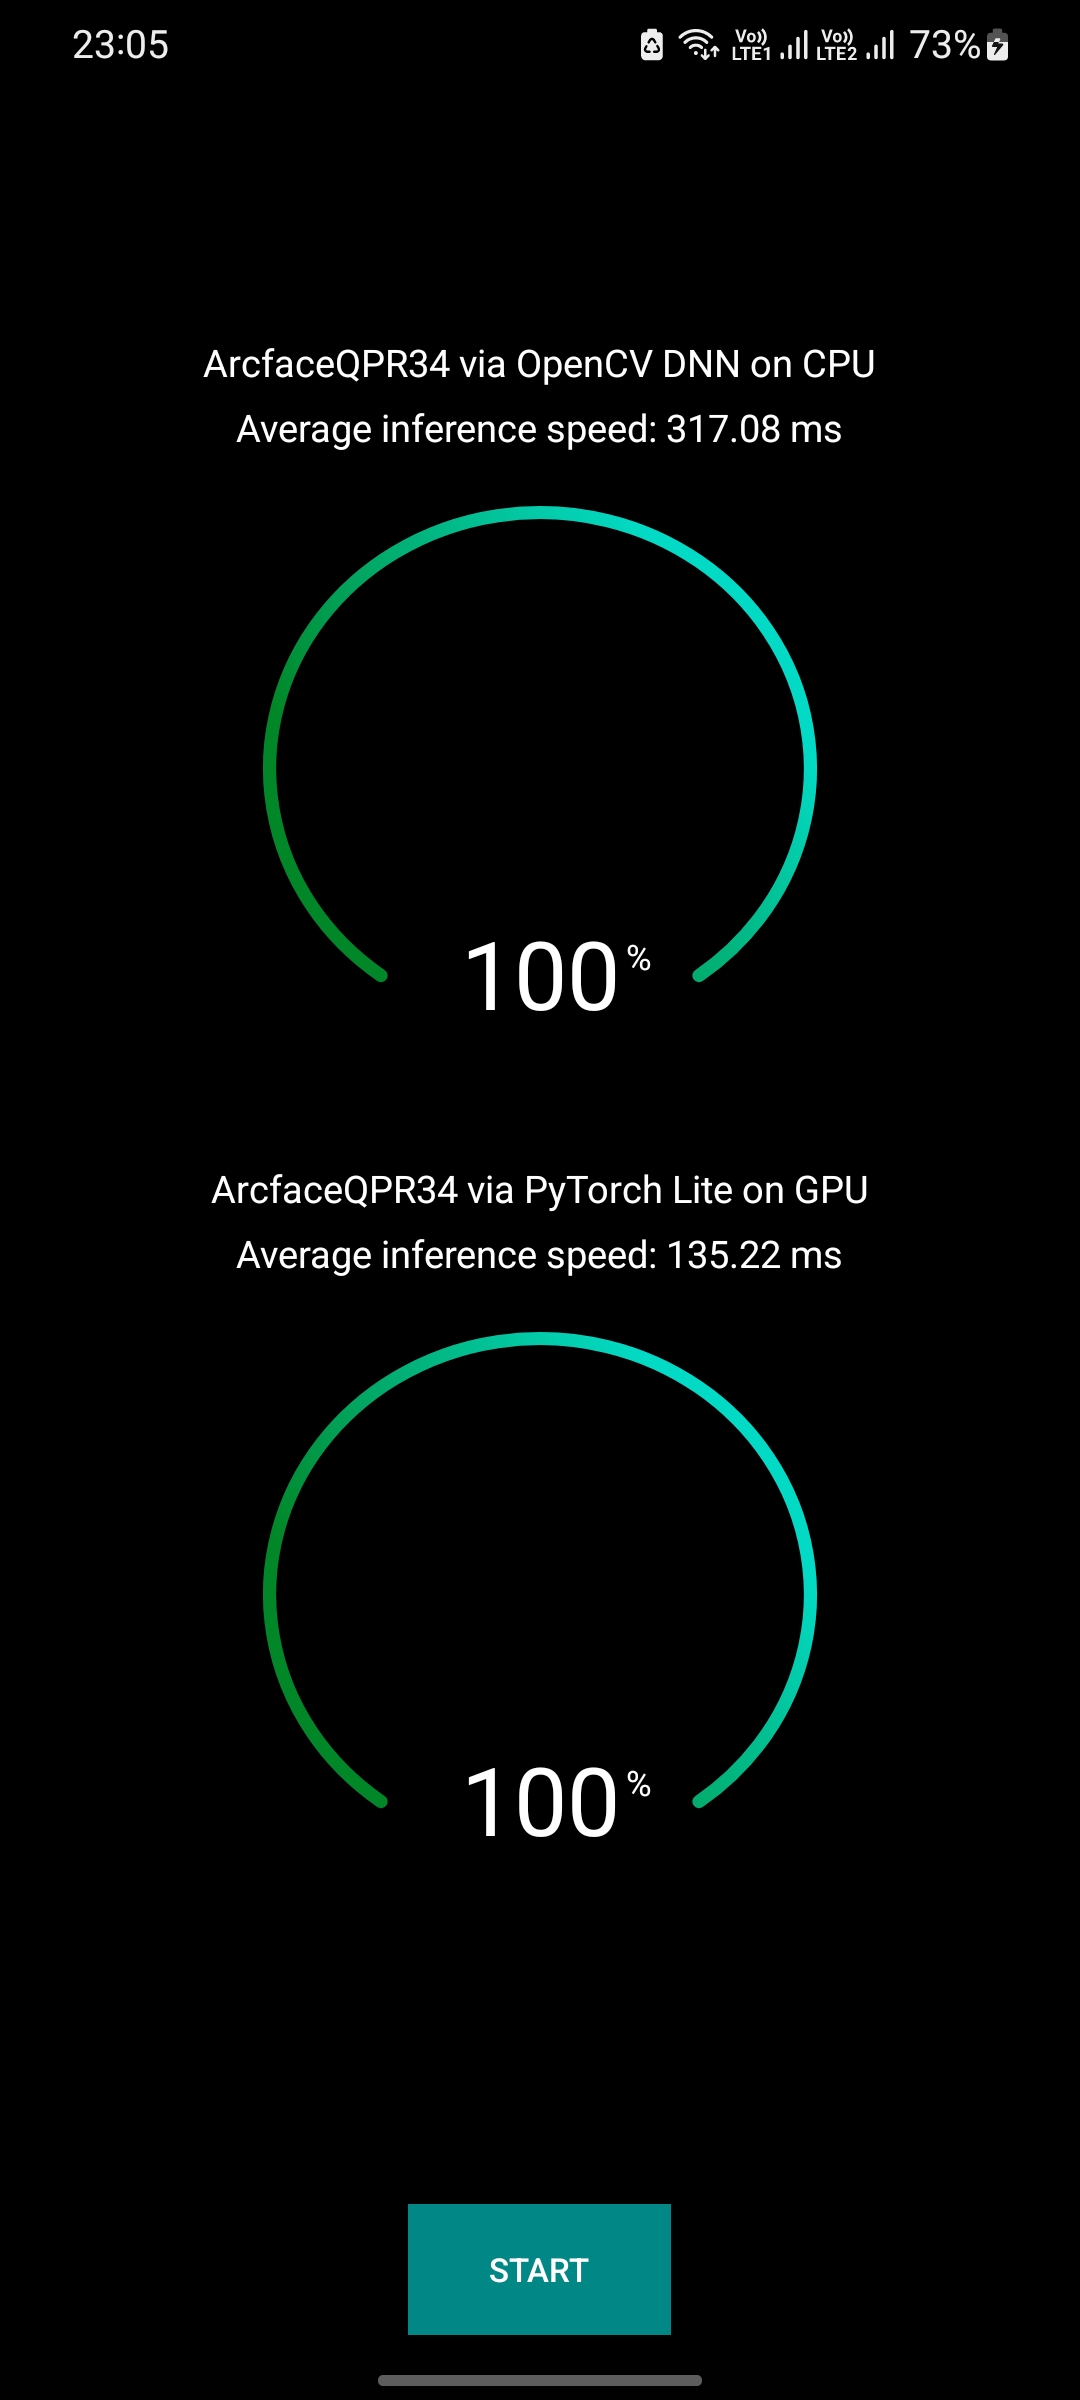 23:05
Vo)) LTE1 Vo)) LTE2 73%
ArcfaceQPR34 via OpenCV DNN on CPU
Average inference speed: 317.08 ms
100%
ArcfaceQPR34 via PyTorch Lite on GPU
Average inference speed: 135.22 ms
100%
START